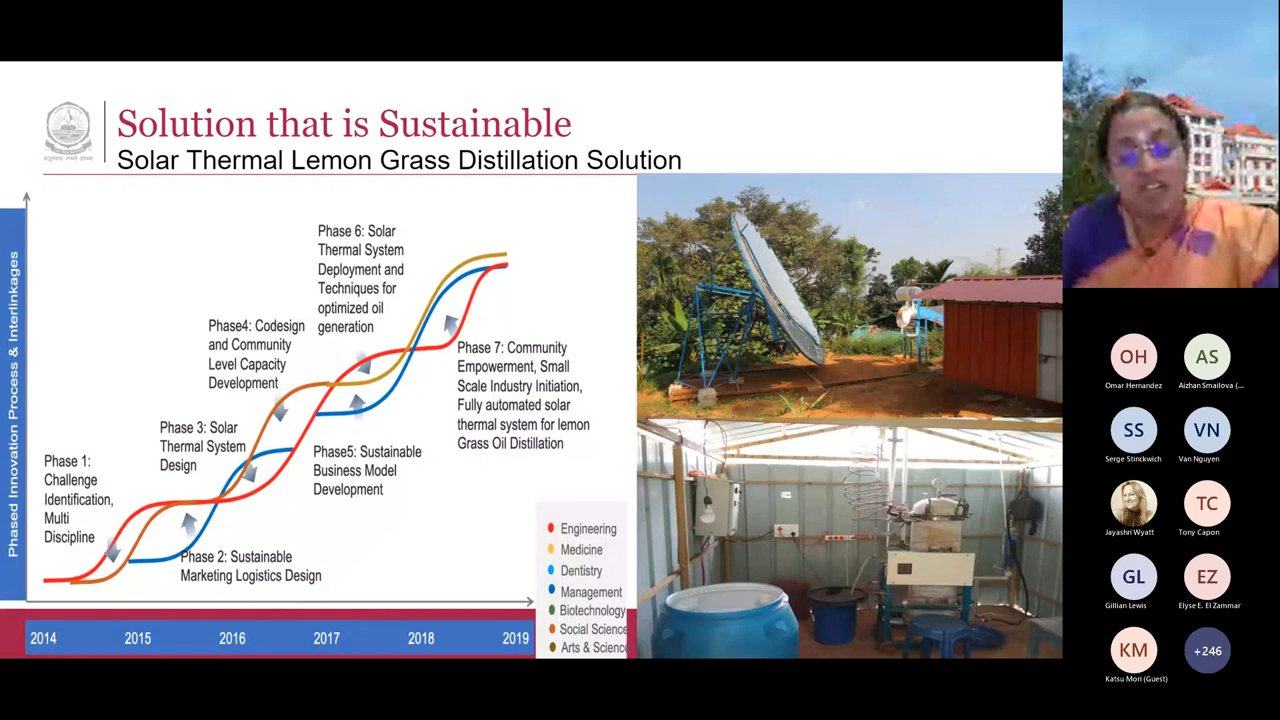 Solution that is Sustainable
Solar Thermal Lemon Grass Distillation Solution
Phased Innovation Process & Interlinkages
Phase 1:
Challenge
Identification,
Multi
Discipline
Phase 2: Sustainable
Marketing Logistics Design
Phase 3: Solar
Thermal System
Design
Phase4: Codesign
and Community
Level Capacity
Development
Phase5: Sustainable
Business Model
Development
Phase 6: Solar
Thermal System
Deployment and
Techniques for
optimized oil
generation
Phase 7: Community
Empowerment, Small
Scale Industry Initiation,
Fully automated solar
thermal system for lemon
Grass Oil Distillation
Engineering
Medicine
Dentistry
Management
Biotechnology
Social Science
Arts & Science
2014 2015 2016 2017 2018 2019
OH AS
Omar Hernandez Aizhan Smailova (...
SS VN
Serge Stinckwich Van Nguyen
TC
Jayashri Wyatt Tony Capon
GL EZ
Gillian Lewis Elyse E. El Zammar
KM +246
Katsu Mori (Guest)